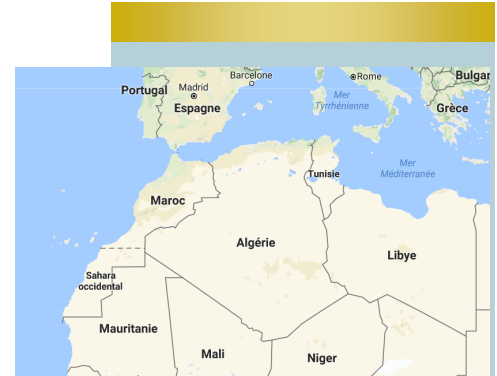 Barcelone
Rome
Bulgar
Portugal
Madrid
Espagne
Mer
Tyrrhénienne
Grèce
Mer
Méditerranée
Tunisie
Maroc
Algérie
Libye
Sahara
occidental
Mauritanie
Mali
Niger